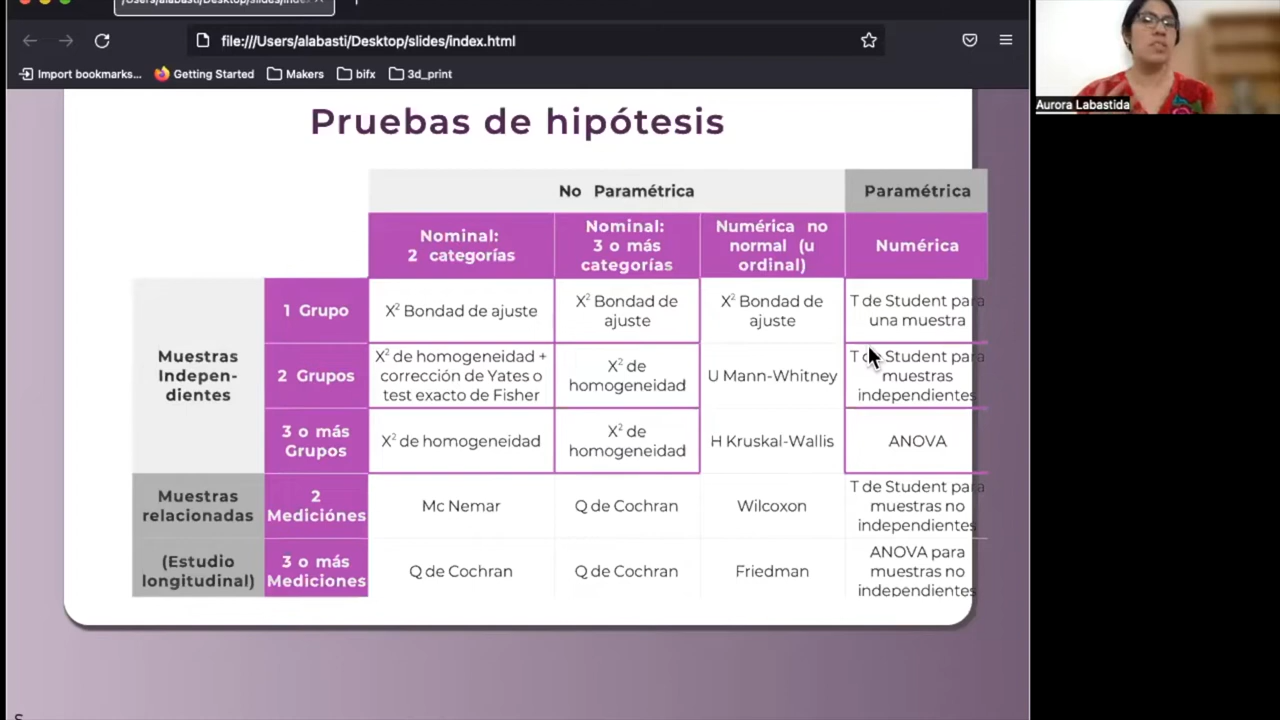 file:///Users/alabasti/Desktop/slides/index.html
Import bookmarks... Getting Started Makers bifx 3d_print
Aurora Labastida
Pruebas de hipótesis
No Paramétrica
Paramétrica
Nominal:
2 categorías
Nominal:
3 o más
categorías
Numérica no
normal (u
ordinal)
Numérica
Muestras
Indepen-
dientes
1 Grupo
X² Bondad de ajuste
X² Bondad de
ajuste
X² Bondad de
ajuste
T de Student para
una muestra
2 Grupos
X² de homogeneidad +
corrección de Yates o
test exacto de Fisher
X² de
homogeneidad
U Mann-Whitney
T de Student para
muestras
independientes
3 o más
Grupos
X² de homogeneidad
X² de
homogeneidad
H Kruskal-Wallis
ANOVA
Muestras
relacionadas
2
Mediciónes
Mc Nemar
Q de Cochran
Wilcoxon
T de Student para
muestras no
independientes
(Estudio
longitudinal)
3 o más
Mediciones
Q de Cochran
Q de Cochran
Friedman
ANOVA para
muestras no
independientes